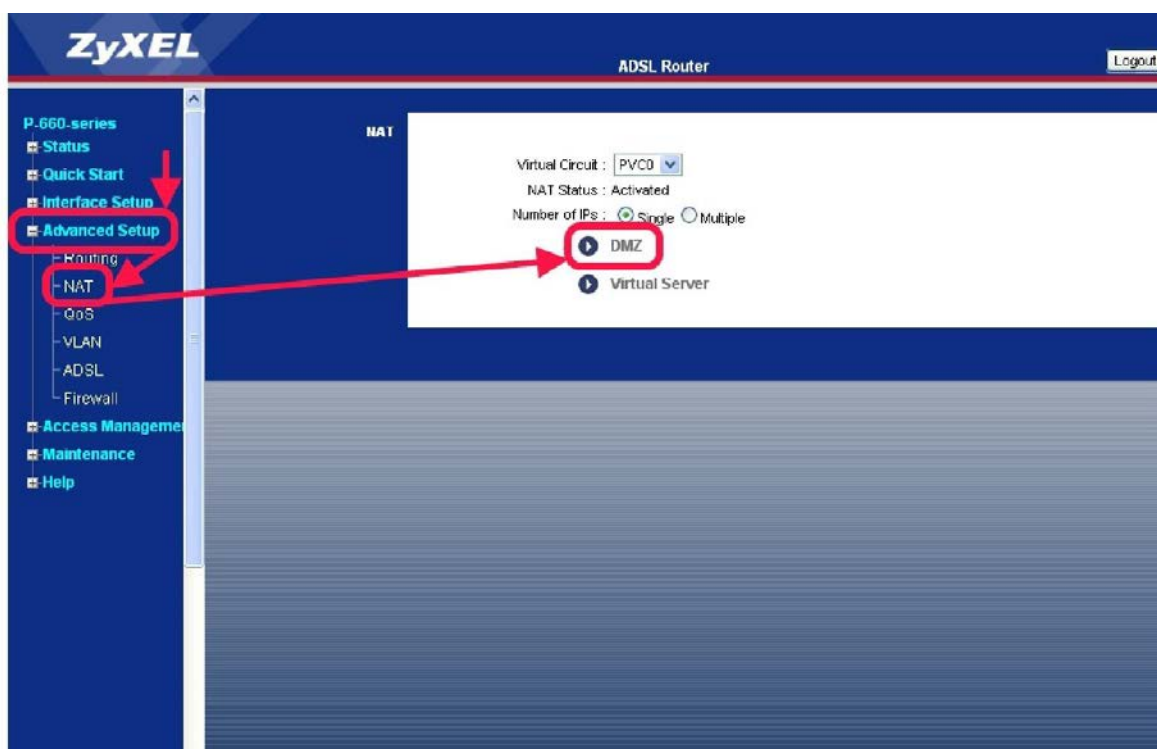 ZyXEL
ADSL Router
Logout
P-660-series
Status
Quick Start
Interface Setup
Advanced Setup
Routing
NAT
QoS
VLAN
ADSL
Firewall
Access Managemer
Maintenance
Help
NAT
Virtual Circuit : PVC0
NAT Status : Activated
Number of IPs : Single Multiple
DMZ
Virtual Server